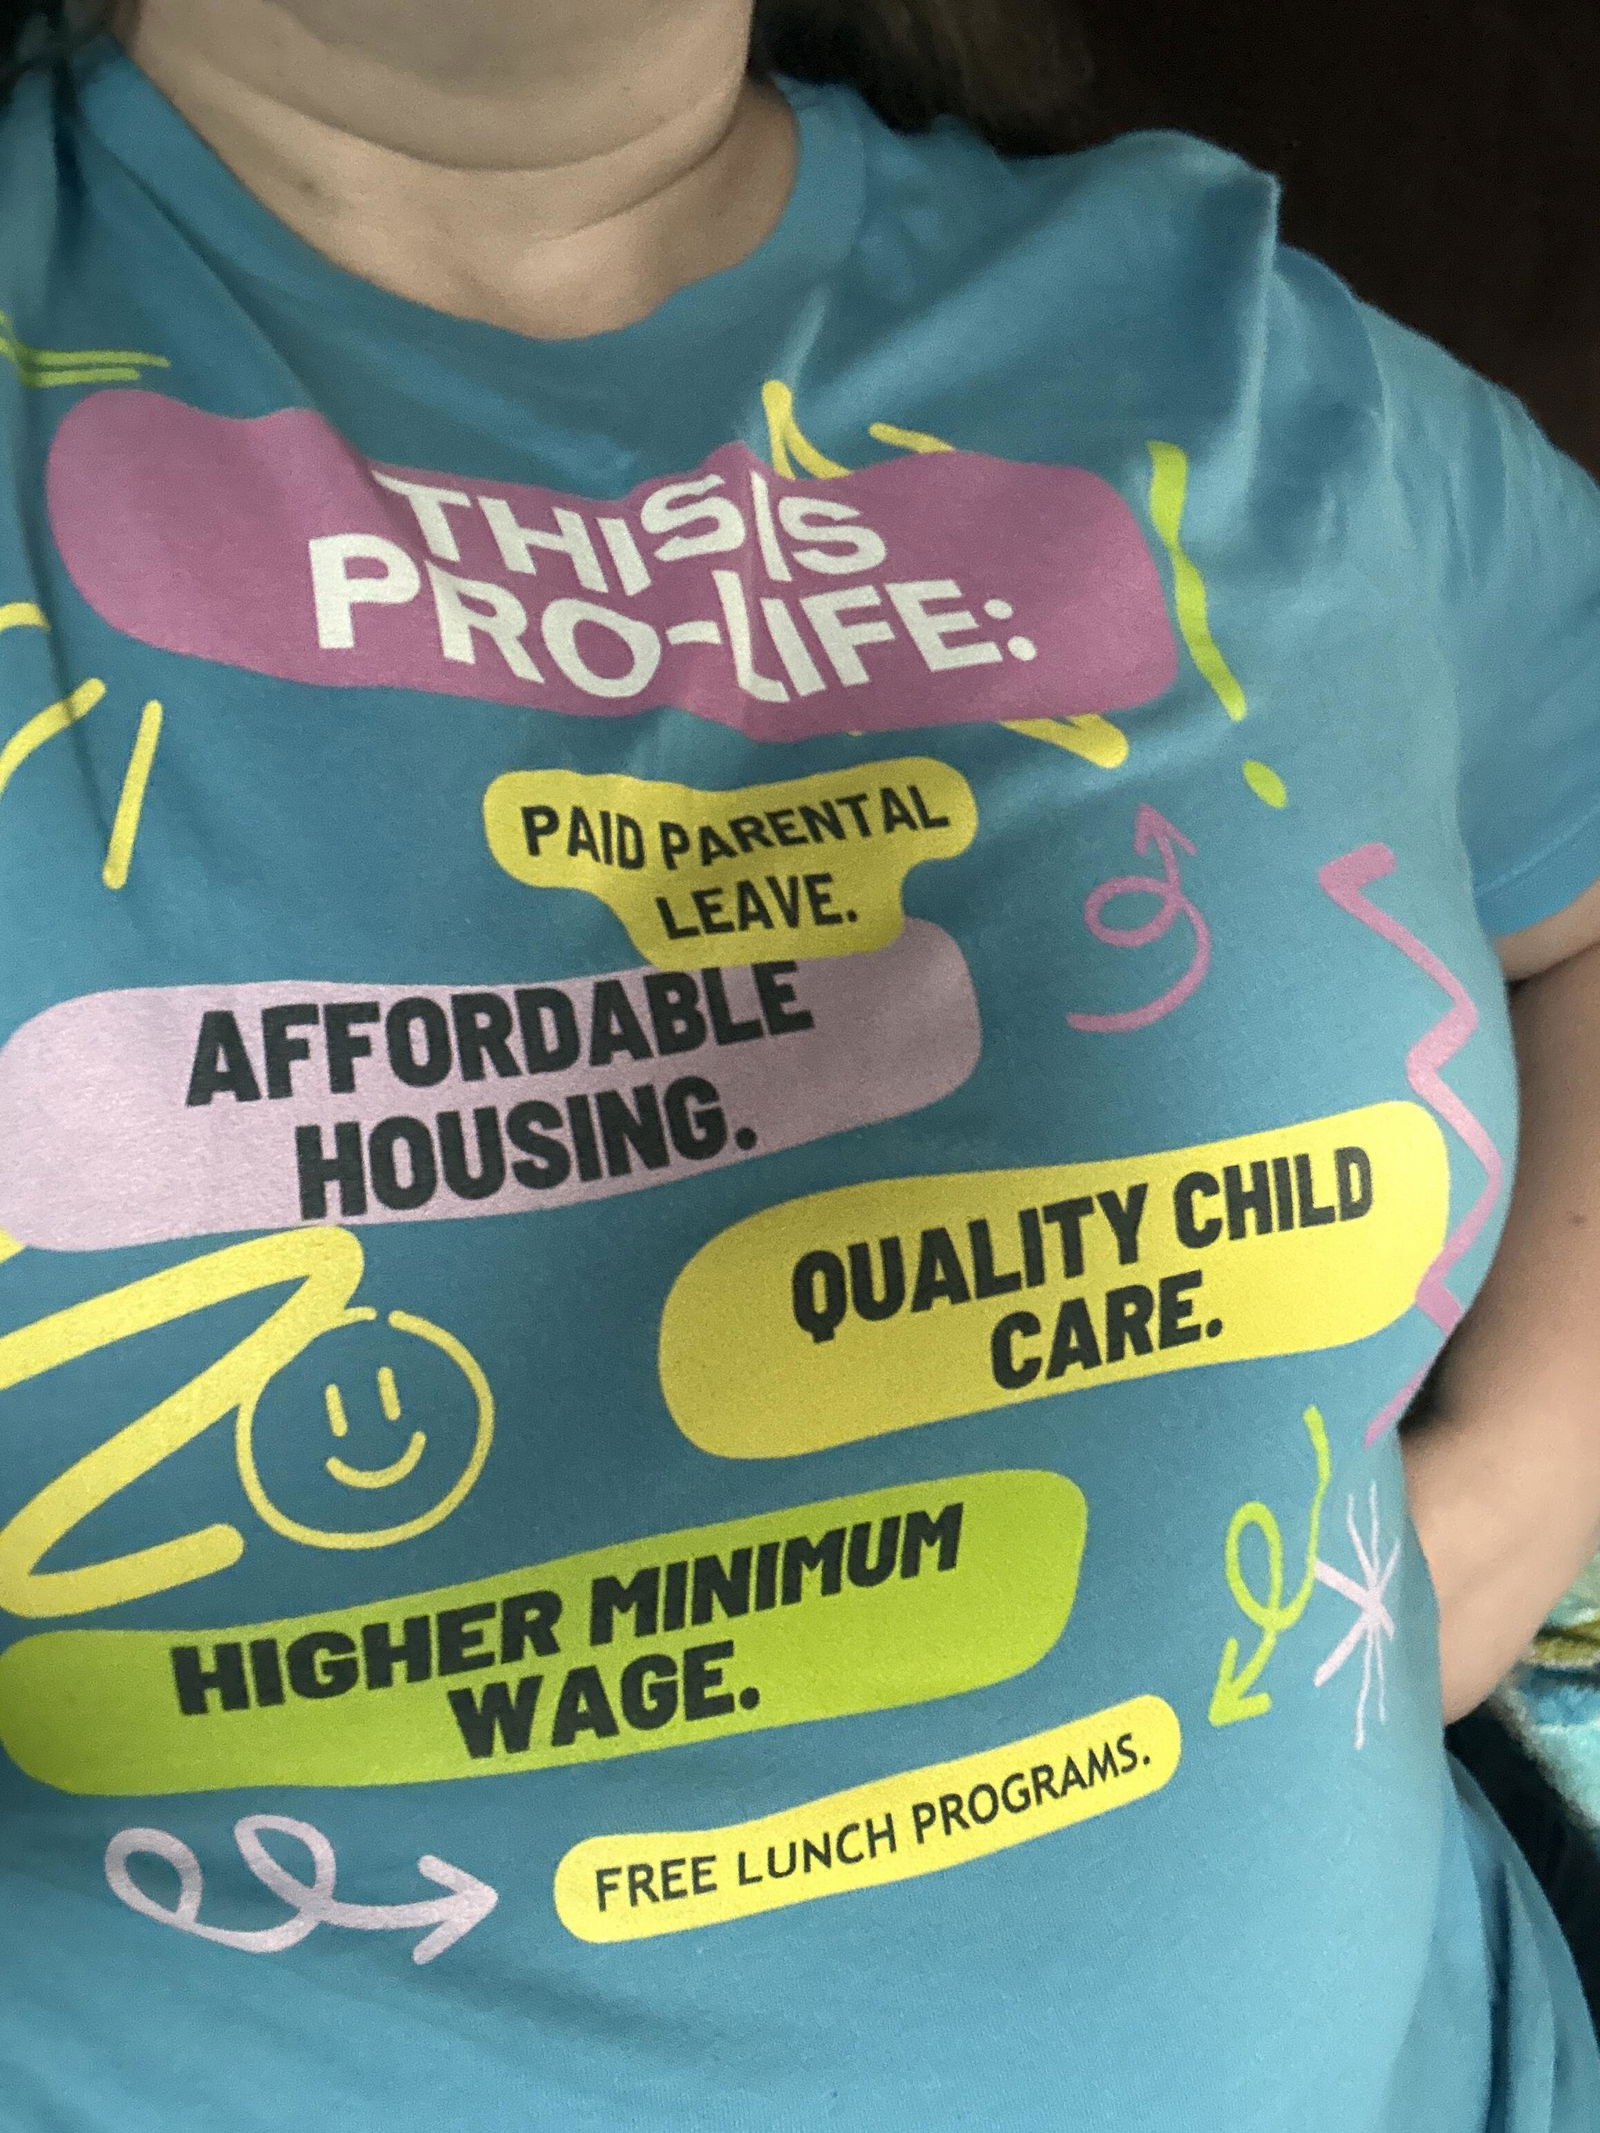 THIS IS
PRO-LIFE:
PAID PARENTAL
LEAVE.
AFFORDABLE
HOUSING.
QUALITY CHILD
CARE.
HIGHER MINIMUM
WAGE.
FREE LUNCH PROGRAMS.